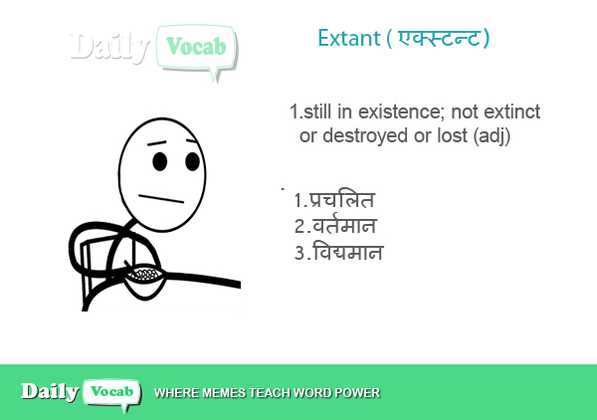 Daily Vocab
Extant ( एक्स्टन्ट)
1.still in existence; not extinct
or destroyed or lost (adj)
1.प्रचलित
2.वर्तमान
3.विद्यमान
Daily Vocab WHERE MEMES TEACH WORD POWER